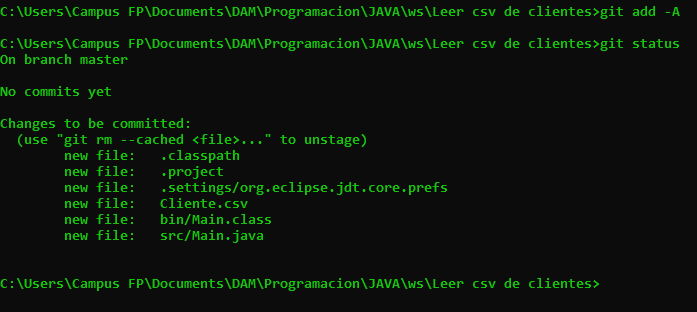 C:\Users\Campus FP\Documents\DAM\Programacion\JAVA\ws\Leer csv de clientes>git add -A
C:\Users\Campus FP\Documents\DAM\Programacion\JAVA\ws\Leer csv de clientes>git status
On branch master
No commits yet
Changes to be committed:
  (use "git rm --cached <file>..." to unstage)
        new file:   .classpath
        new file:   .project
        new file:   .settings/org.eclipse.jdt.core.prefs
        new file:   Cliente.csv
        new file:   bin/Main.class
        new file:   src/Main.java
C:\Users\Campus FP\Documents\DAM\Programacion\JAVA\ws\Leer csv de clientes>